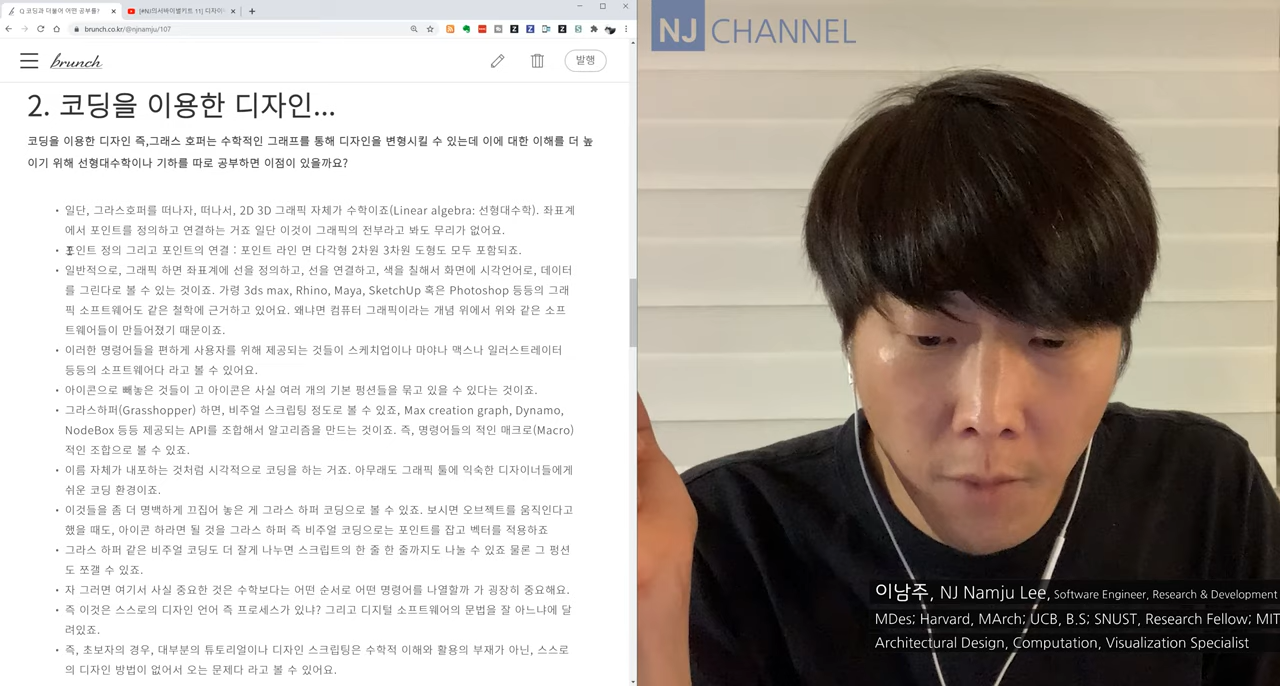 Q 코딩과 더불어 어떤 공부를?
[#NJ의서바이벌키트 11] 디자이
brunch.co.kr/@njnamju/107
brunch
발행
2. 코딩을 이용한 디자인...
코딩을 이용한 디자인 즉,그래스 호퍼는 수학적인 그래프를 통해 디자인을 변형시킬 수 있는데 이에 대한 이해를 더 높
이기 위해 선형대수학이나 기하를 따로 공부하면 이점이 있을까요?
• 일단, 그라스호퍼를 떠나자, 떠나서, 2D 3D 그래픽 자체가 수학이죠(Linear algebra: 선형대수학). 좌표계
에서 포인트를 정의하고 연결하는 거죠 일단 이것이 그래픽의 전부라고 봐도 무리가 없어요.
• 포인트 정의 그리고 포인트의 연결 : 포인트 라인 면 다각형 2차원 3차원 도형도 모두 포함되죠.
• 일반적으로, 그래픽 하면 좌표계에 선을 정의하고, 선을 연결하고, 색을 칠해서 화면에 시각언어로, 데이터
를 그린다로 볼 수 있는 것이죠. 가령 3ds max, Rhino, Maya, SketchUp 혹은 Photoshop 등등의 그래
픽 소프트웨어도 같은 철학에 근거하고 있어요. 왜냐면 컴퓨터 그래픽이라는 개념 위에서 위와 같은 소프
트웨어들이 만들어졌기 때문이죠.
• 이러한 명령어들을 편하게 사용자를 위해 제공되는 것들이 스케치업이나 마야나 맥스나 일러스트레이터
등등의 소프트웨어다 라고 볼 수 있어요.
• 아이콘으로 빼놓은 것들이 고 아이콘은 사실 여러 개의 기본 펑션들을 묶고 있을 수 있다는 것이죠.
• 그라스하퍼(Grasshopper) 하면, 비주얼 스크립팅 정도로 볼 수 있죠, Max creation graph, Dynamo,
NodeBox 등등 제공되는 API를 조합해서 알고리즘을 만드는 것이죠. 즉, 명령어들의 적인 매크로(Macro)
적인 조합으로 볼 수 있죠.
• 이름 자체가 내포하는 것처럼 시각적으로 코딩을 하는 거죠. 아무래도 그래픽 툴에 익숙한 디자이너들에게
쉬운 코딩 환경이죠.
• 이것들을 좀 더 명백하게 끄집어 놓은 게 그라스 하퍼 코딩으로 볼 수 있죠. 보시면 오브젝트를 움직인다고
했을 때도, 아이콘 하라면 될 것을 그라스 하퍼 즉 비주얼 코딩으로는 포인트를 잡고 벡터를 적용하죠
• 그라스 하퍼 같은 비주얼 코딩도 더 잘게 나누면 스크립트의 한 줄 한 줄까지도 나눌 수 있죠 물론 그 펑션
도 쪼갤 수 있죠.
• 자 그러면 여기서 사실 중요한 것은 수학보다는 어떤 순서로 어떤 명령어를 나열할까 가 굉장히 중요해요.
• 즉 이것은 스스로의 디자인 언어 즉 프로세스가 있냐? 그리고 디지털 소프트웨어의 문법을 잘 아느냐에 달
려있죠.
• 즉, 초보자의 경우, 대부분의 튜토리얼이나 디자인 스크립팅은 수학적 이해와 활용의 부재가 아닌, 스스로
의 디자인 방법이 없어서 오는 문제다 라고 볼 수 있어요.
NJ CHANNEL
이남주, NJ Namju Lee, Software Engineer, Research & Development
MDes; Harvard, MArch; UCB, B.S; SNUST, Research Fellow; MIT
Architectural Design, Computation, Visualization Specialist